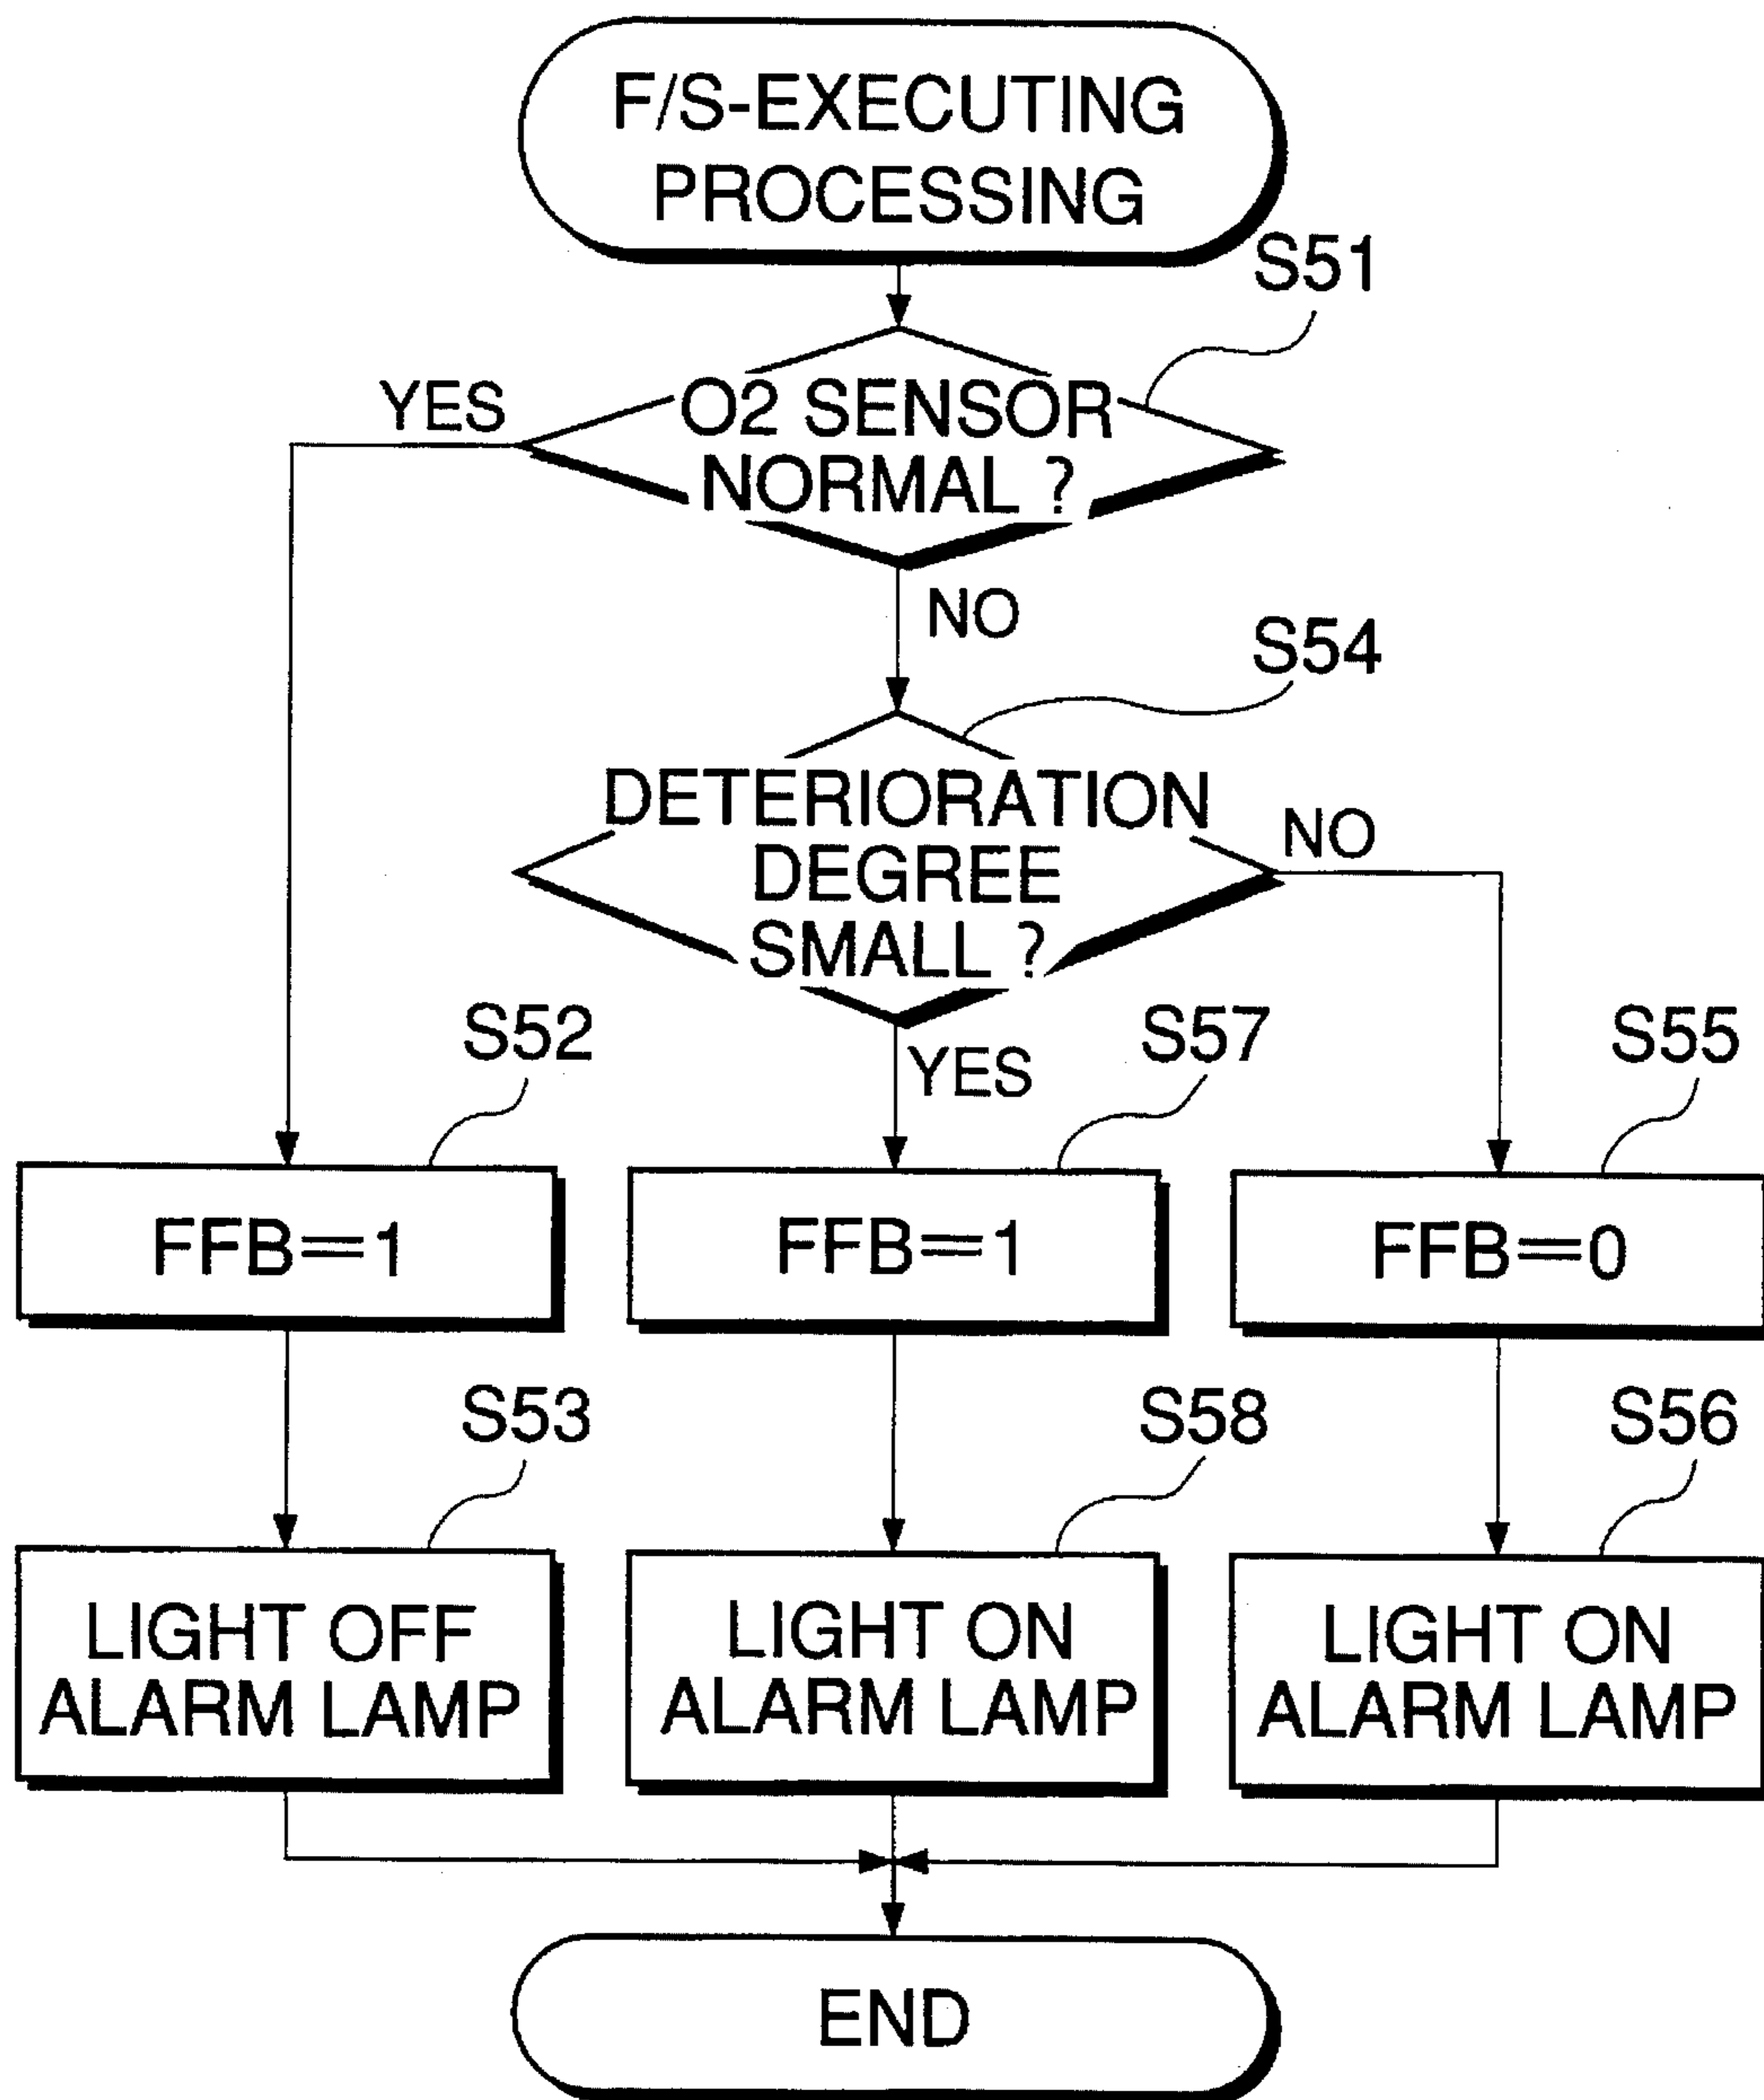 F/S-EXECUTING
PROCESSING
S51
YES
O2 SENSOR
NORMAL ?
NO
S54
DETERIORATION
DEGREE
SMALL ?
NO
YES
S52
S57
S55
FFB=1
FFB=1
FFB=0
S53
S58
S56
LIGHT OFF
ALARM LAMP
LIGHT ON
ALARM LAMP
LIGHT ON
ALARM LAMP
END